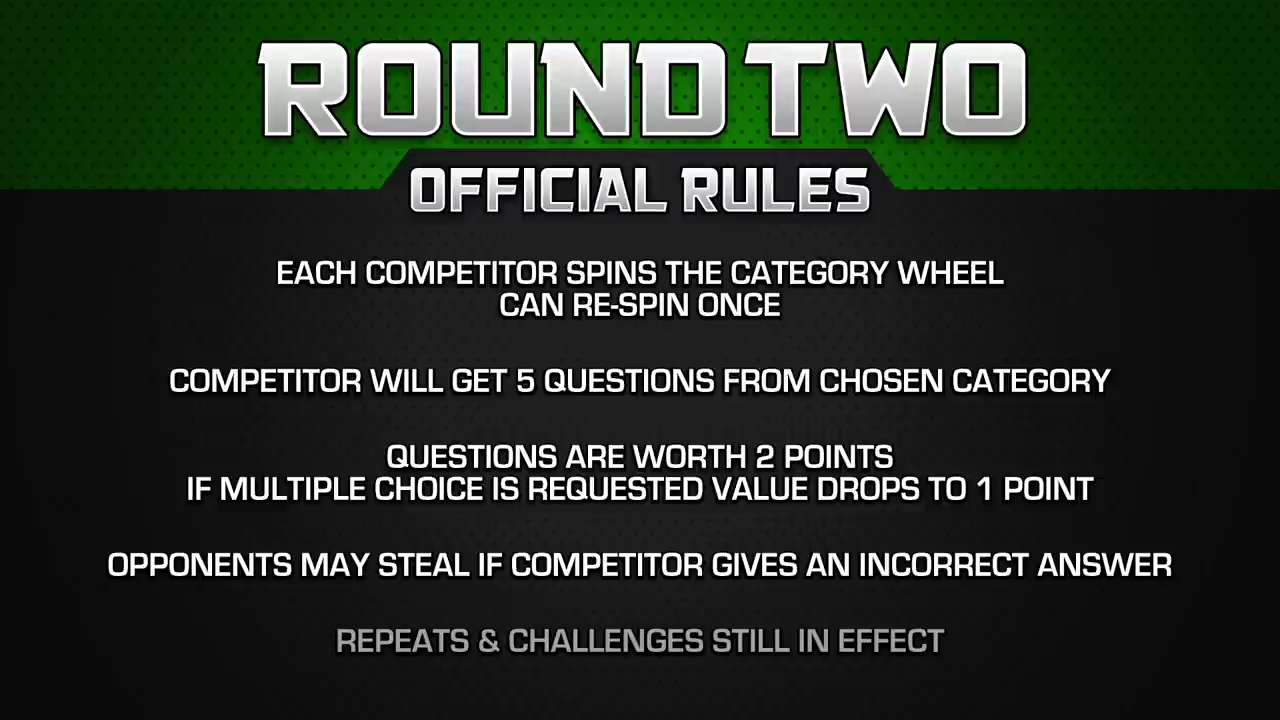 ROUND TWO
OFFICIAL RULES
EACH COMPETITOR SPINS THE CATEGORY WHEEL
CAN RE-SPIN ONCE
COMPETITOR WILL GET 5 QUESTIONS FROM CHOSEN CATEGORY
QUESTIONS ARE WORTH 2 POINTS
IF MULTIPLE CHOICE IS REQUESTED VALUE DROPS TO 1 POINT
OPPONENTS MAY STEAL IF COMPETITOR GIVES AN INCORRECT ANSWER
REPEATS & CHALLENGES STILL IN EFFECT